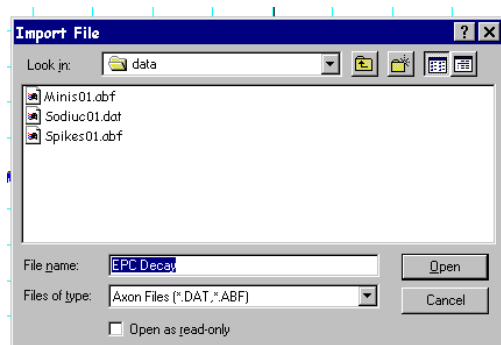 Import File
Look in: data
Minis01.abf
Sodiuc01.dat
Spikes01.abf
File name: EPC Decay Open
Files of type: Axon Files (*.DAT,*.ABF) Cancel
Open as read-only